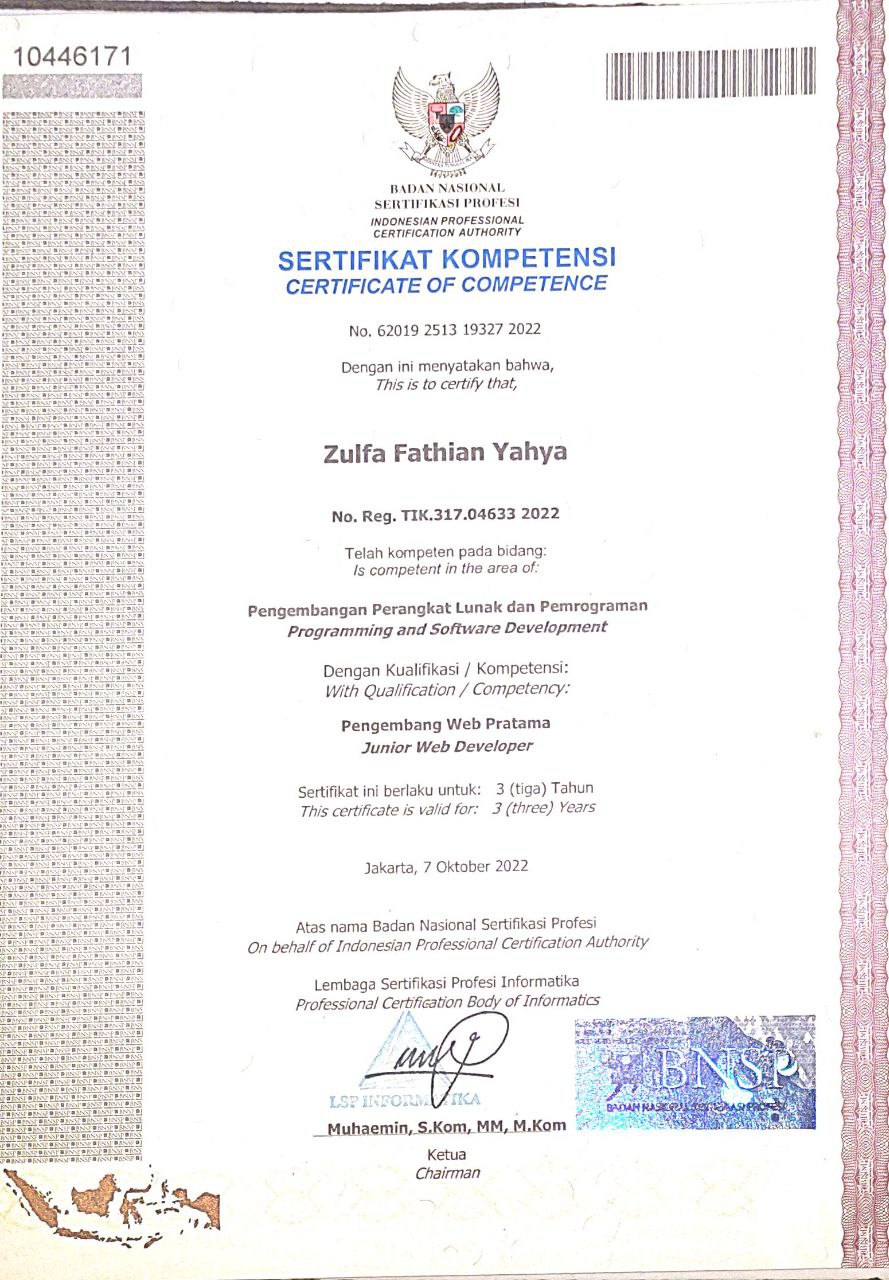 10446171
BADAN NASIONAL
SERTIFIKASI PROFESI
INDONESIAN PROFESSIONAL
CERTIFICATION AUTHORITY
SERTIFIKAT KOMPETENSI
CERTIFICATE OF COMPETENCE
No. 62019 2513 19327 2022
Dengan ini menyatakan bahwa,
This is to certify that,
Zulfa Fathian Yahya
No. Reg. TIK.317.04633 2022
Telah kompeten pada bidang:
Is competent in the area of:
Pengembangan Perangkat Lunak dan Pemrograman
Programming and Software Development
Dengan Kualifikasi / Kompetensi:
With Qualification / Competency:
Pengembang Web Pratama
Junior Web Developer
Sertifikat ini berlaku untuk: 3 (tiga) Tahun
This certificate is valid for: 3 (three) Years
Jakarta, 7 Oktober 2022
Atas nama Badan Nasional Sertifikasi Profesi
On behalf of Indonesian Professional Certification Authority
Lembaga Sertifikasi Profesi Informatika
Professional Certification Body of Informatics
LSP INFORMATIKA
BNSP
BADAN NASIONAL SERTIFIKASI PROFESI
Muhaemin, S.Kom, MM, M.Kom
Ketua
Chairman